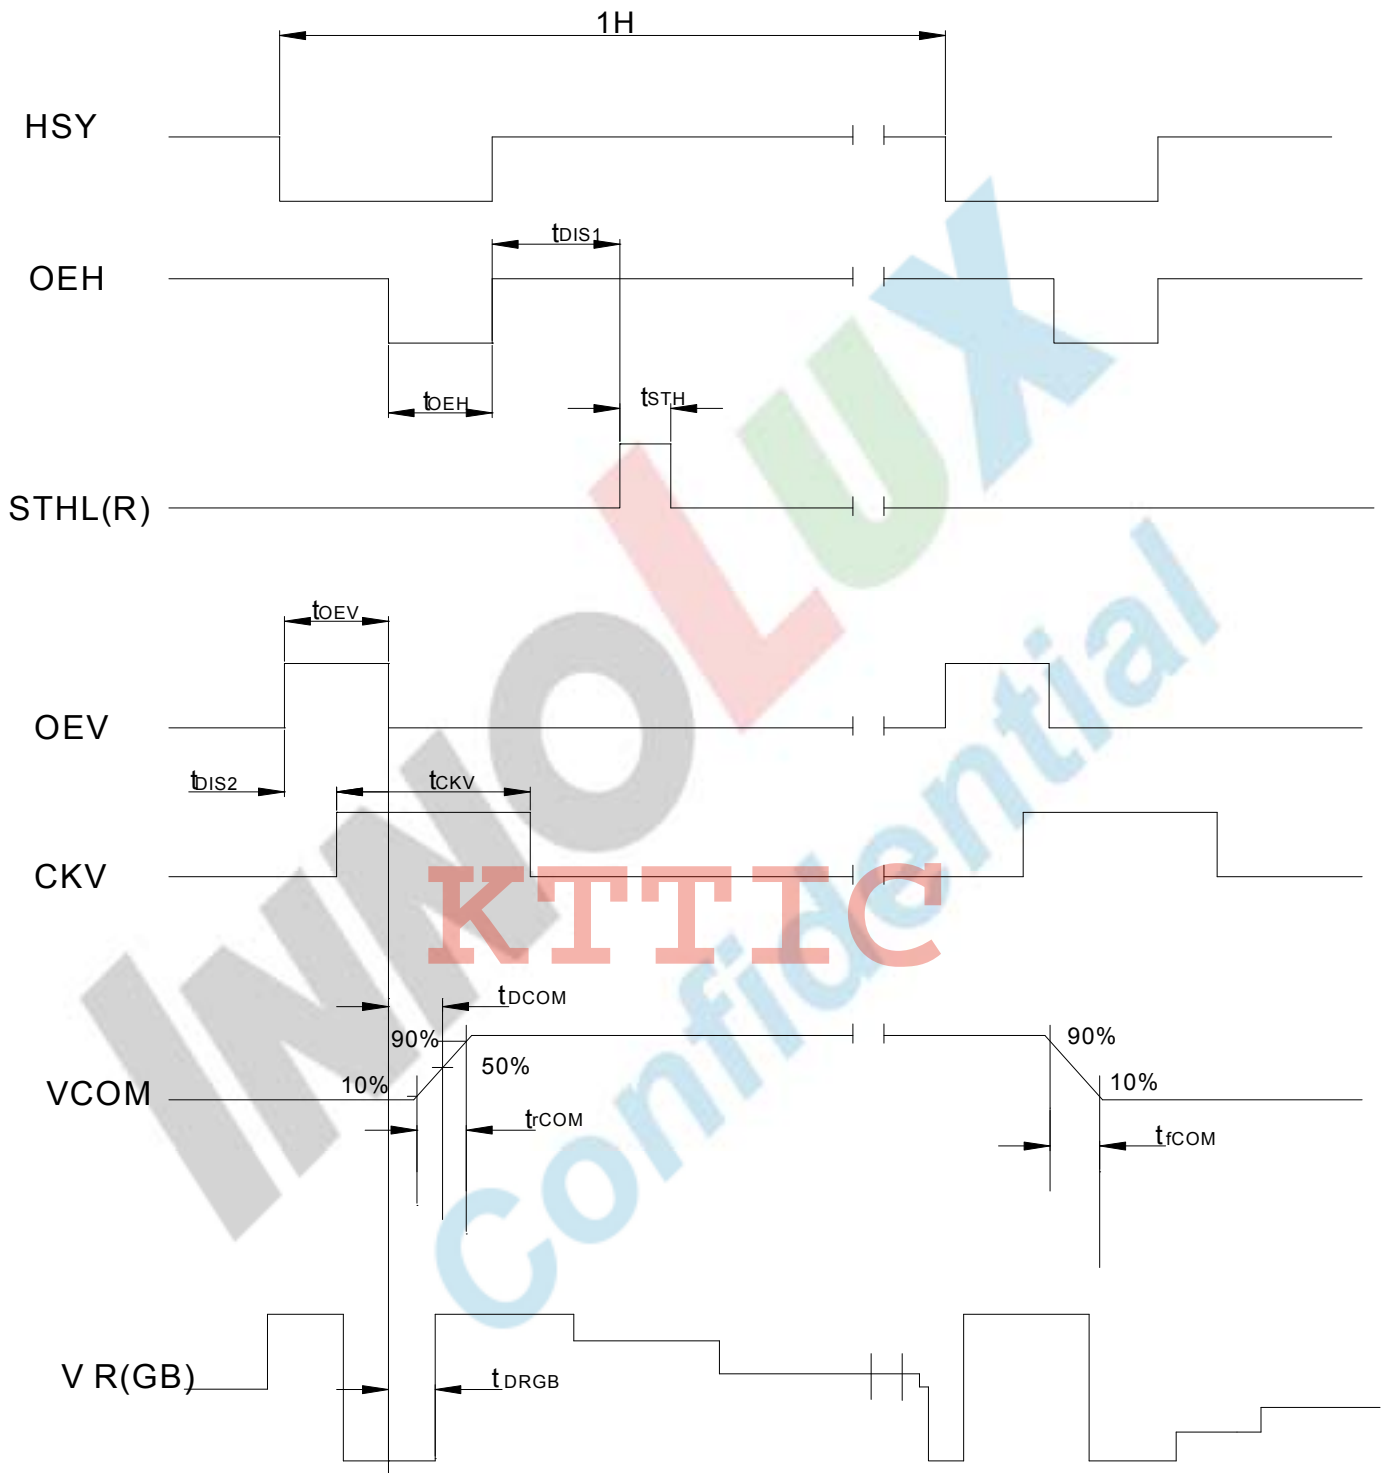 1H
HSY
tDIS1
OEH
tOEH
tSTH
STHL(R)
tOEV
OEV
tDIS2
tCKV
CKV
KTTIC
tDCOM
90%
50%
10%
VCOM
trCOM
90%
10%
tfCOM
V R(GB)
tDRGB
INNOLUX
Confidential